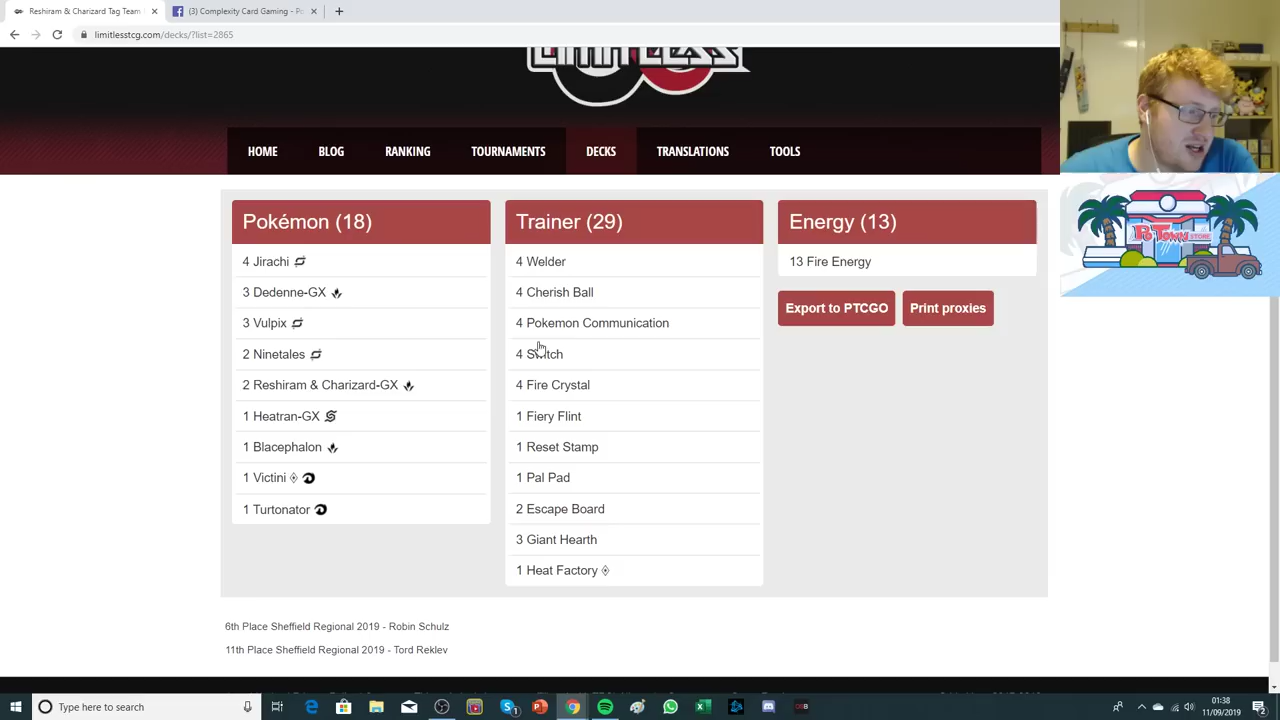 Reshiram & Charizard Tag Team
(3) Complexity Card Gaming - Po
limitlesstcg.com/decks/?list=2865
LIMITLESS
HOME BLOG RANKING TOURNAMENTS DECKS TRANSLATIONS TOOLS
Pokémon (18)
4 Jirachi
3 Dedenne-GX
3 Vulpix
2 Ninetales
2 Reshiram & Charizard-GX
1 Heatran-GX
1 Blacephalon
1 Victini
1 Turtonator
Trainer (29)
4 Welder
4 Cherish Ball
4 Pokemon Communication
4 Switch
4 Fire Crystal
1 Fiery Flint
1 Reset Stamp
1 Pal Pad
2 Escape Board
3 Giant Hearth
1 Heat Factory
Energy (13)
13 Fire Energy
Export to PTCGO Print proxies
PoTown
STORE
6th Place Sheffield Regional 2019 - Robin Schulz
11th Place Sheffield Regional 2019 - Tord Reklev
Type here to search
01:38
11/09/2019